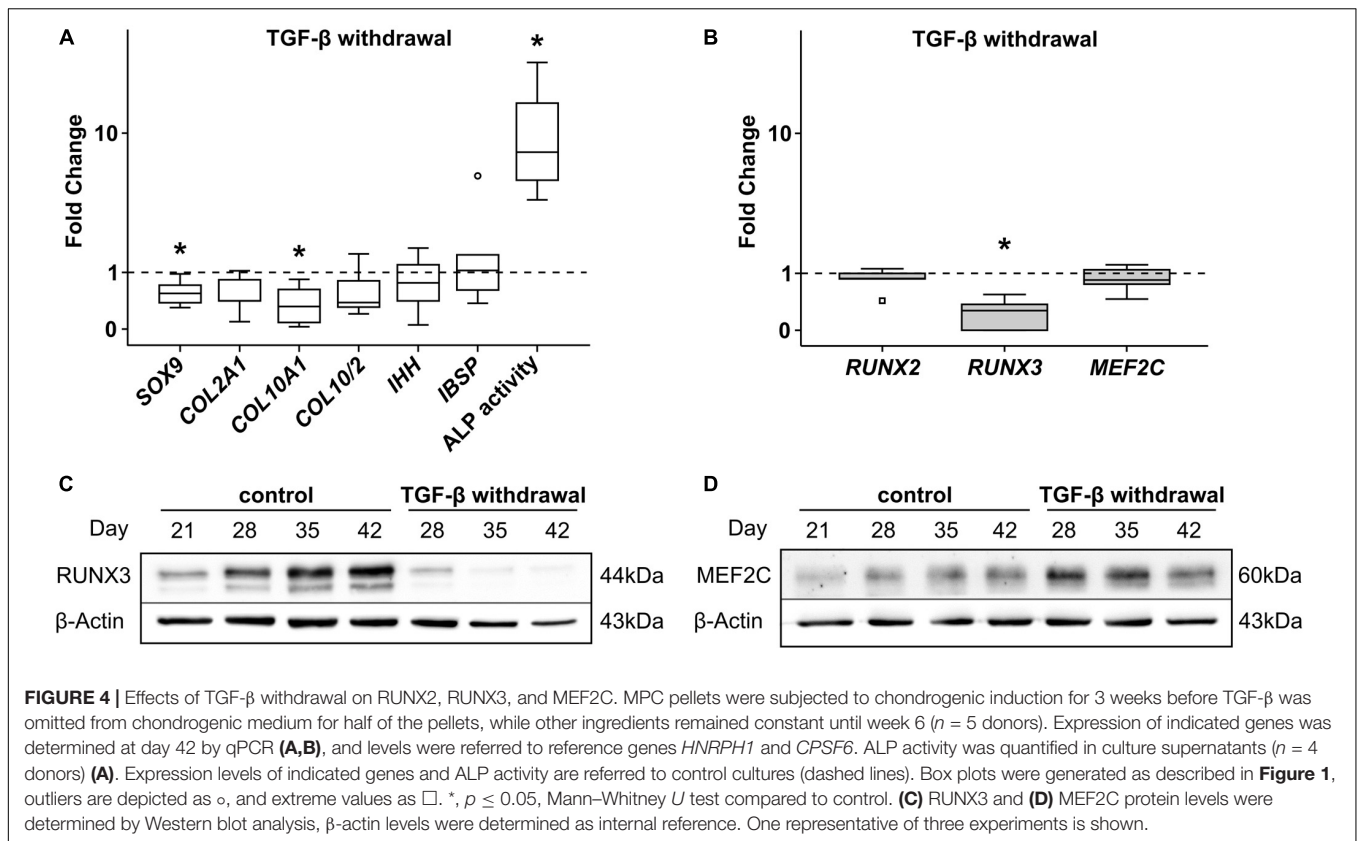 A
TGF-β withdrawal
*
Fold Change
10
1
0
*
*
SOX9
COL2A1
COL10A1
COL10/2
IHH
IBSP
ALP activity
B
TGF-β withdrawal
Fold Change
10
1
0
*
RUNX2
RUNX3
MEF2C
C
control
TGF-β withdrawal
Day 21 28 35 42 28 35 42
RUNX3 44kDa
β-Actin 43kDa
D
control
TGF-β withdrawal
Day 21 28 35 42 28 35 42
MEF2C 60kDa
β-Actin 43kDa
FIGURE 4 | Effects of TGF-β withdrawal on RUNX2, RUNX3, and MEF2C. MPC pellets were subjected to chondrogenic induction for 3 weeks before TGF-β was
omitted from chondrogenic medium for half of the pellets, while other ingredients remained constant until week 6 (n = 5 donors). Expression of indicated genes was
determined at day 42 by qPCR (A,B), and levels were referred to reference genes HNRPH1 and CPSF6. ALP activity was quantified in culture supernatants (n = 4
donors) (A). Expression levels of indicated genes and ALP activity are referred to control cultures (dashed lines). Box plots were generated as described in Figure 1,
outliers are depicted as ∘, and extreme values as □. *, p ≤ 0.05, Mann–Whitney U test compared to control. (C) RUNX3 and (D) MEF2C protein levels were
determined by Western blot analysis, β-actin levels were determined as internal reference. One representative of three experiments is shown.